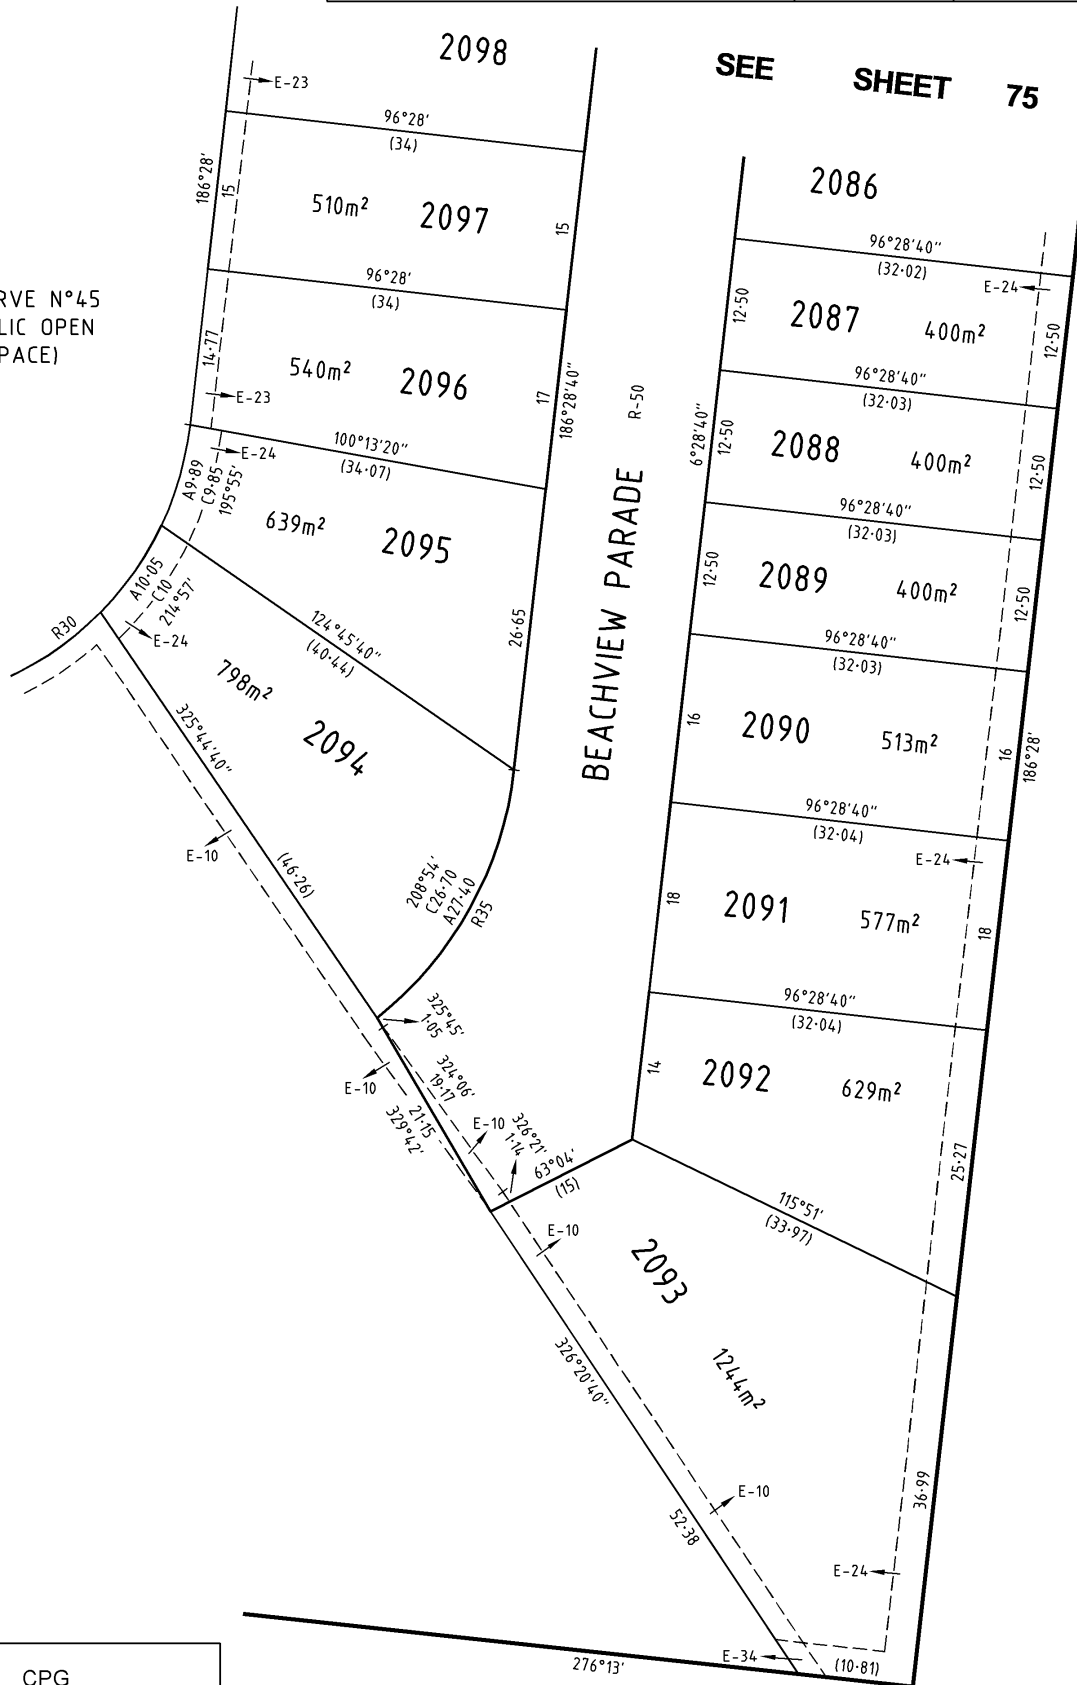 SEE SHEET 75
2098
E-23
96°28'
(34)
186°28'
15
510m²
2097
15
96°28'
(34)
RVE N°45
LIC OPEN
PACE)
14·77
540m²
2096
17
186°28'40"
E-23
100°13'20"
(34·07)
E-24
A9·89
C9·85
195°55'
639m²
2095
26·65
A10·05
C10
214°57'
R30
E-24
124°45'40"
(40·44)
798m²
2094
325°44'40"
(46·26)
E-10
208°54'
C26·70
A27·40
R35
BEACHVIEW PARADE
R-50
2086
96°28'40"
(32·02)
E-24
12·50
2087
400m²
12·50
96°28'40"
(32·03)
6°28'40"
12·50
2088
400m²
12·50
96°28'40"
(32·03)
12·50
2089
400m²
12·50
96°28'40"
(32·03)
16
2090
513m²
16
186°28'
96°28'40"
(32·04)
E-24
18
2091
577m²
18
96°28'40"
(32·04)
14
2092
629m²
25·27
325°45'
1·05
324°06'
19·17
E-10
21·15
329°42'
E-10
326°21'
1·14
63°04'
(15)
115°51'
(33·97)
E-10
2093
1244m²
326°20'40"
52·38
E-10
36·99
E-24
E-34
(10·81)
276°13'
CPG